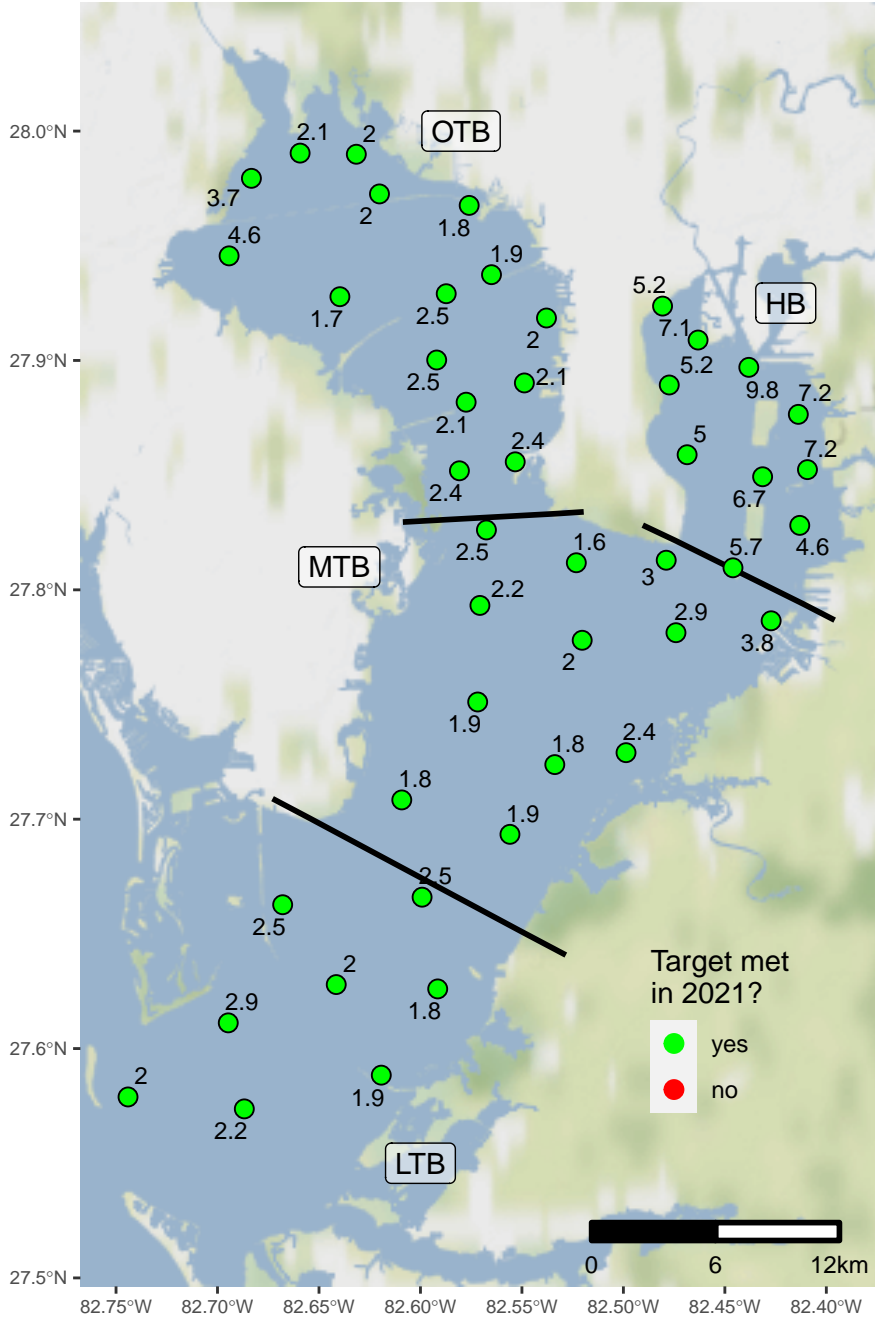 28.0°N
27.9°N
27.8°N
27.7°N
27.6°N
27.5°N
82.75°W
82.70°W
82.65°W
82.60°W
82.55°W
82.50°W
82.45°W
82.40°W
OTB
2.1
2
3.7
2
1.8
4.6
1.9
1.7
2.5
2
2.5
2.1
2.1
2.4
2.4
HB
5.2
7.1
5.2
9.8
7.2
5
7.2
6.7
4.6
5.7
MTB
2.5
1.6
3
2.2
2.9
3.8
2
1.9
1.8
2.4
1.8
1.9
2.5
2.5
2
1.8
2.9
2
1.9
2.2
LTB
Target met
in 2021?
yes
no
0
6
12km